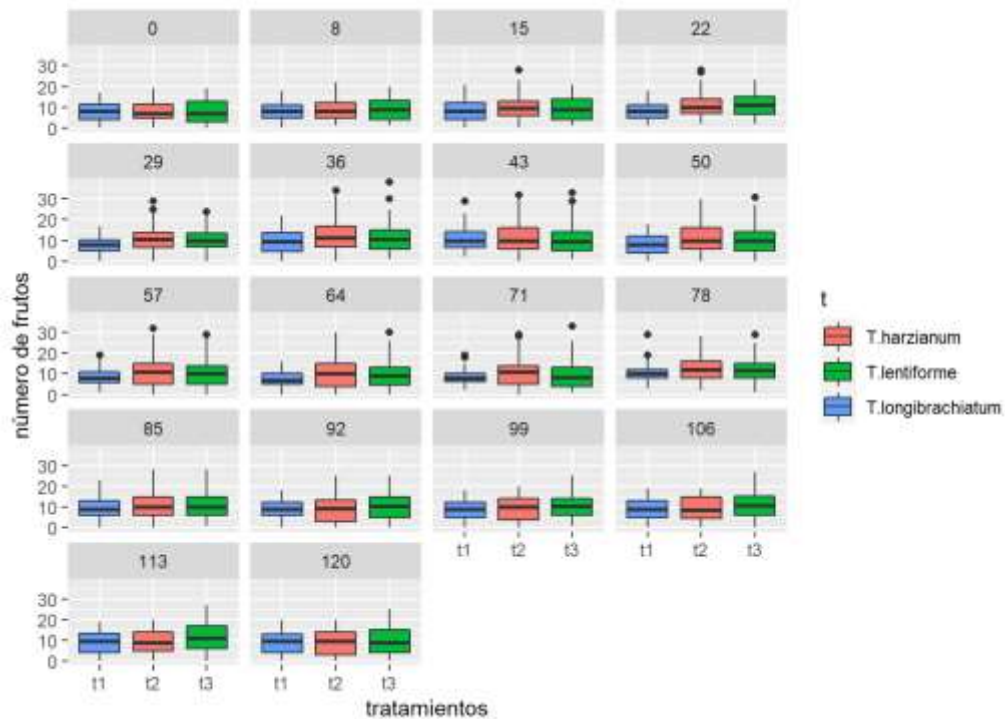 0 8 15 22
30
20
10
0
29 36 43 50
30
20
10
0
57 64 71 78
30
20
10
0
85 92 99 106
30
20
10
0
t1 t2 t3 t1 t2 t3
113 120
30
20
10
0
t1 t2 t3 t1 t2 t3
tratamientos
número de frutos
t
T.harzianum
T.lentiforme
T.longibrachiatum